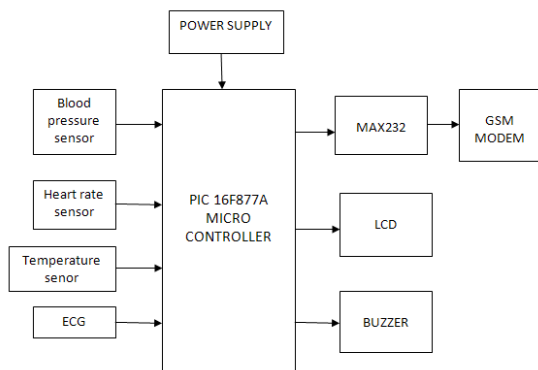 POWER SUPPLY
Blood
pressure
sensor
Heart rate
sensor
Temperature
senor
ECG
PIC 16F877A
MICRO
CONTROLLER
MAX232
GSM
MODEM
LCD
BUZZER